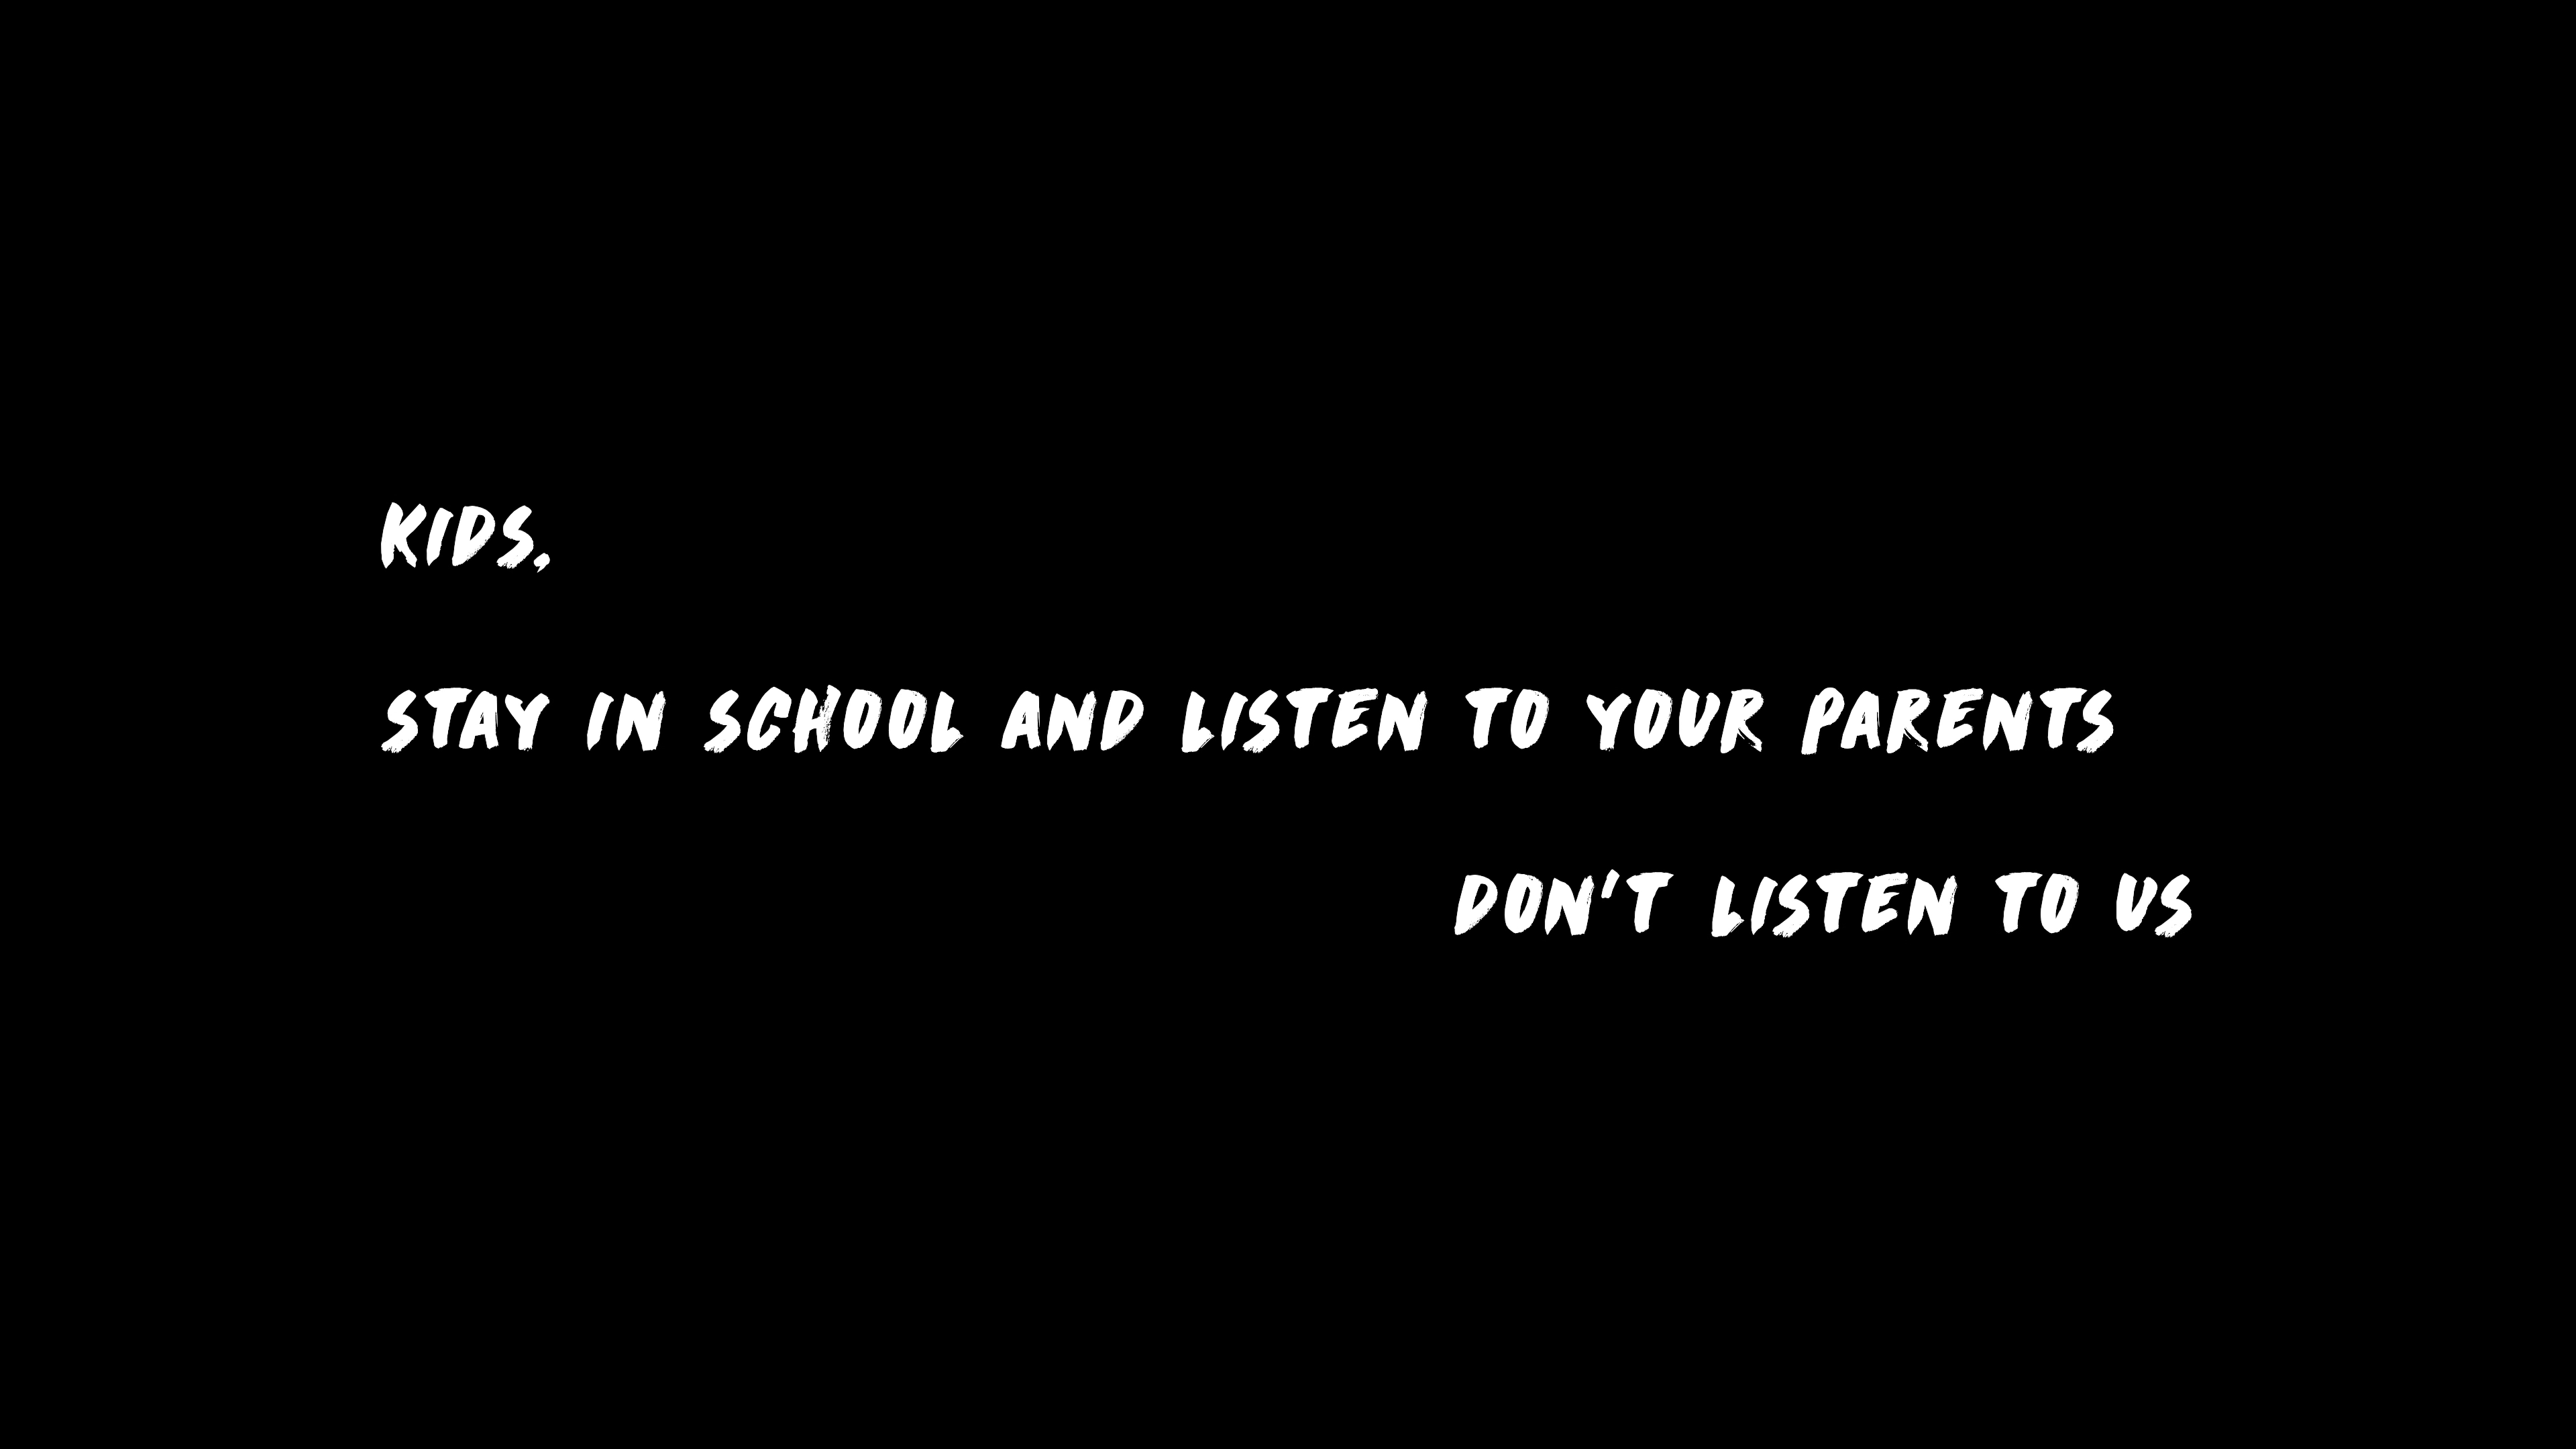 KIDS,
STAY IN SCHOOL AND LISTEN TO YOUR PARENTS
DON'T LISTEN TO US